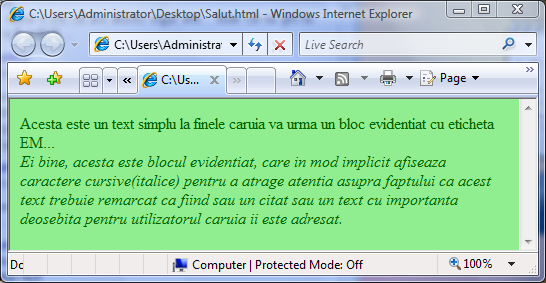 C:\Users\Administrator\Desktop\Salut.html - Windows Internet Explorer
C:\Users\Administrat
Live Search
C:\Us...
Page
Acesta este un text simplu la finele caruia va urma un bloc evidentiat cu eticheta
EM...
Ei bine, acesta este blocul evidentiat, care in mod implicit afiseaza
caractere cursive(italice) pentru a atrage atentia asupra faptului ca acest
text trebuie remarcat ca fiind sau un citat sau un text cu importanta
deosebita pentru utilizatorul caruia ii este adresat.
Computer | Protected Mode: Off
100%